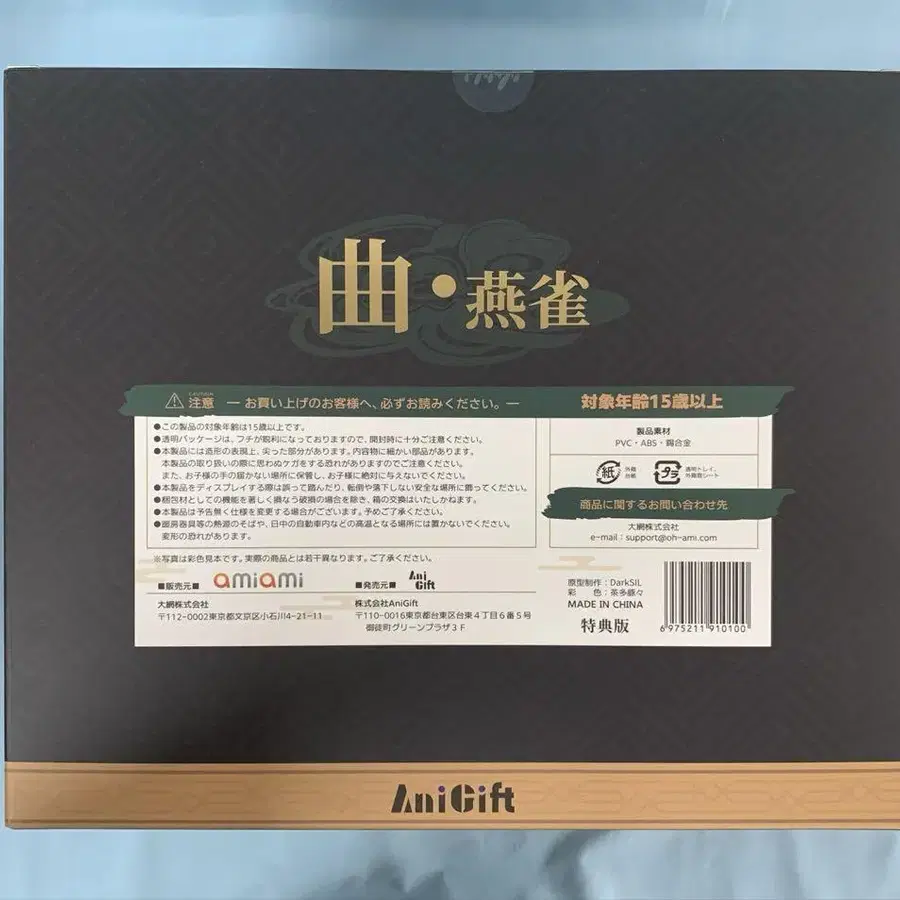 曲・燕雀
CAUTION
注意 ― お買い上げのお客様へ、必ずお読みください。―
対象年齢15歳以上
●この製品の対象年齢は15歳以上です。
●透明パッケージは、フチが鋭利になっておりますので、開封時に十分ご注意ください。
●本製品には造形の表現上、尖った部分があります。内容物に細かい部品があります。
本製品の取り扱いの際に思わぬケガをする恐れがありますのでご注意ください。
また、お子様の手の届かない場所に保管し、お子様に絶対に与えないでください。
●本製品をディスプレイする際は誤って踏んだり、転倒や落下しない安全な場所に飾ってください。
●梱包材としての機能を著しく損なう破損の場合を除き、箱の交換はいたしかねます。
●本製品は予告無く仕様を変更する場合がございます。予めご了承ください。
●厨房器具等の熱源のそばや、日中の自動車内などの高温となる場所には置かないでください。
変形の恐れがあります。
製品素材
PVC・ABS・錫合金
紙 外箱 台紙
プラ 透明トレイ、外箱窓シート
商品に関するお問い合わせ先
大網株式会社
e-mail : support@oh-ami.com
※写真は彩色見本です。実際の商品とは若干異なります。ご了承ください。
■販売元■ amiami
大網株式会社
〒112-0002東京都文京区小石川4-21-11
■発売元■ AniGift
株式会社AniGift
〒110-0016東京都台東区台東4丁目6番5号
御徒町グリーンプラザ3F
原型制作：DarkSIL
彩 色：茶多蘇々
MADE IN CHINA
特典版
6975211910100
AniGift